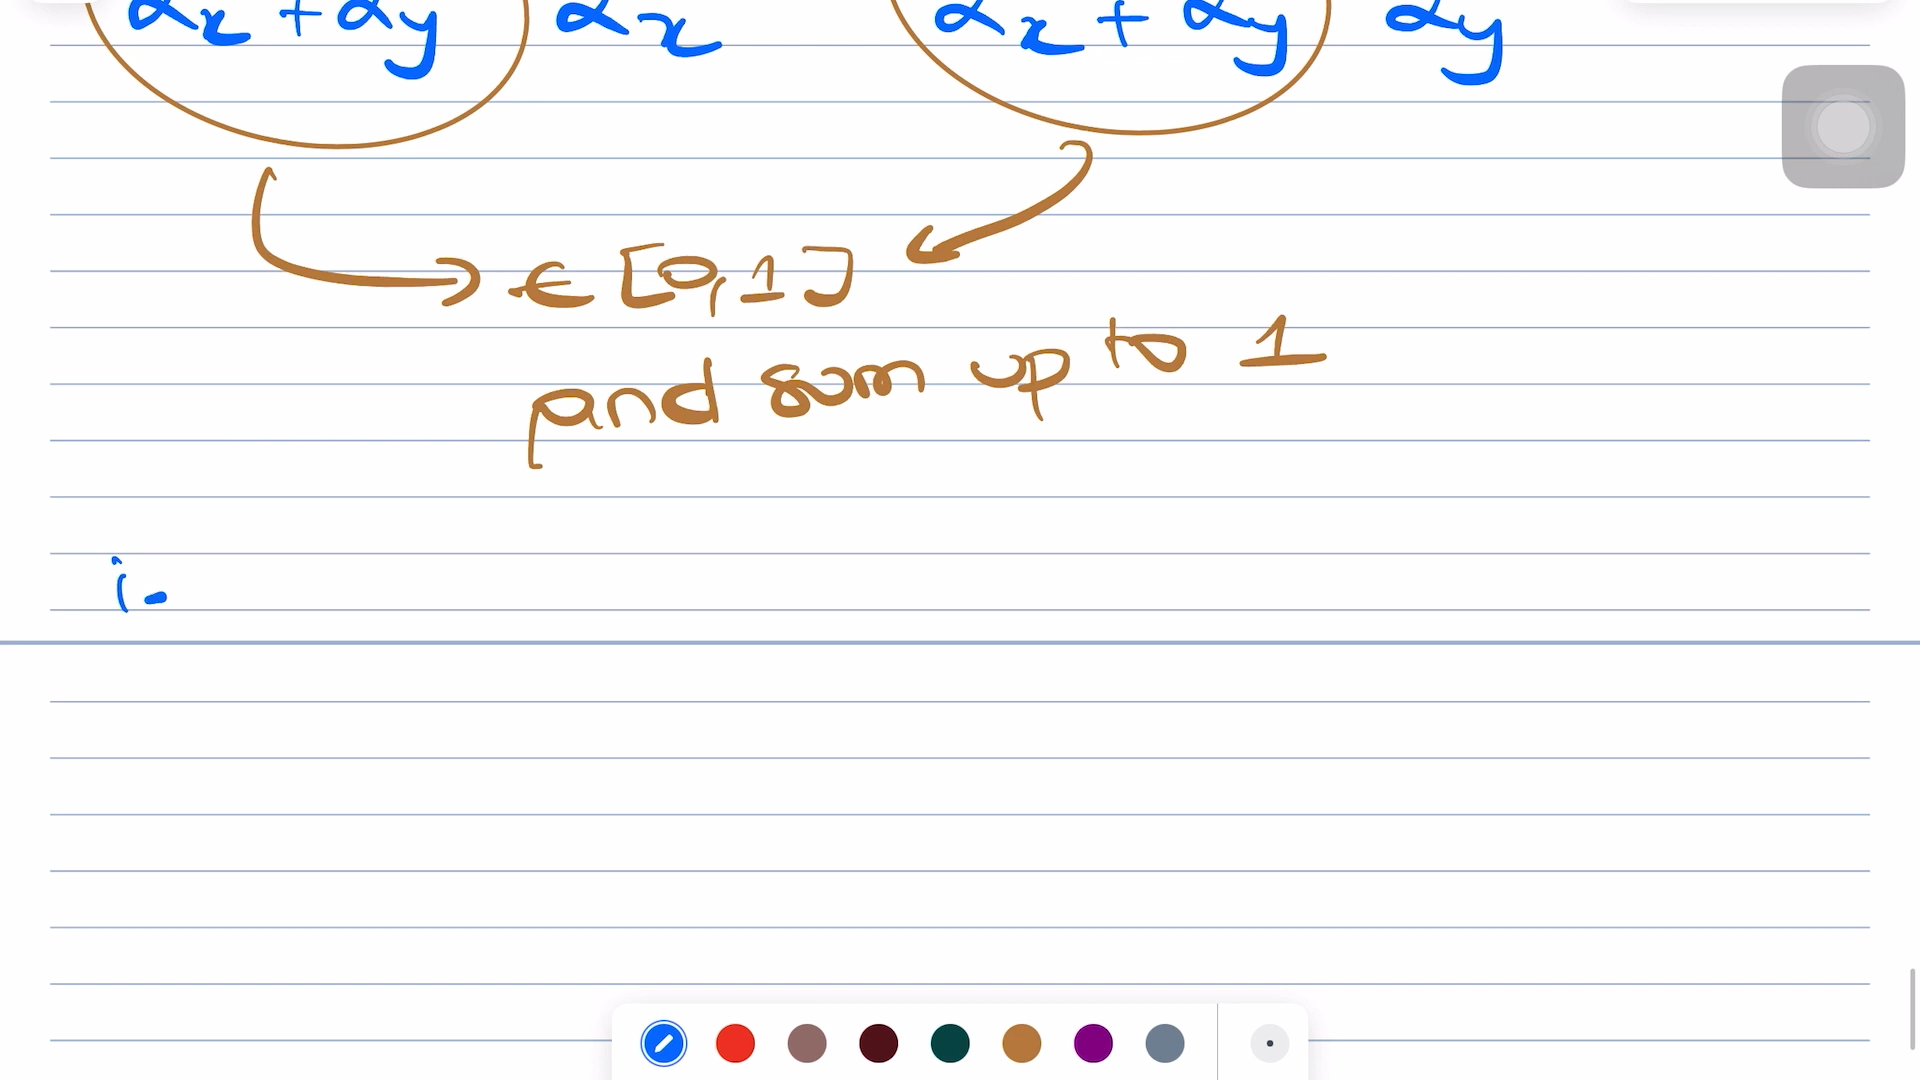 αx + αy αx αx + αy αy
∈ [0,1]
and sum up to 1
i.